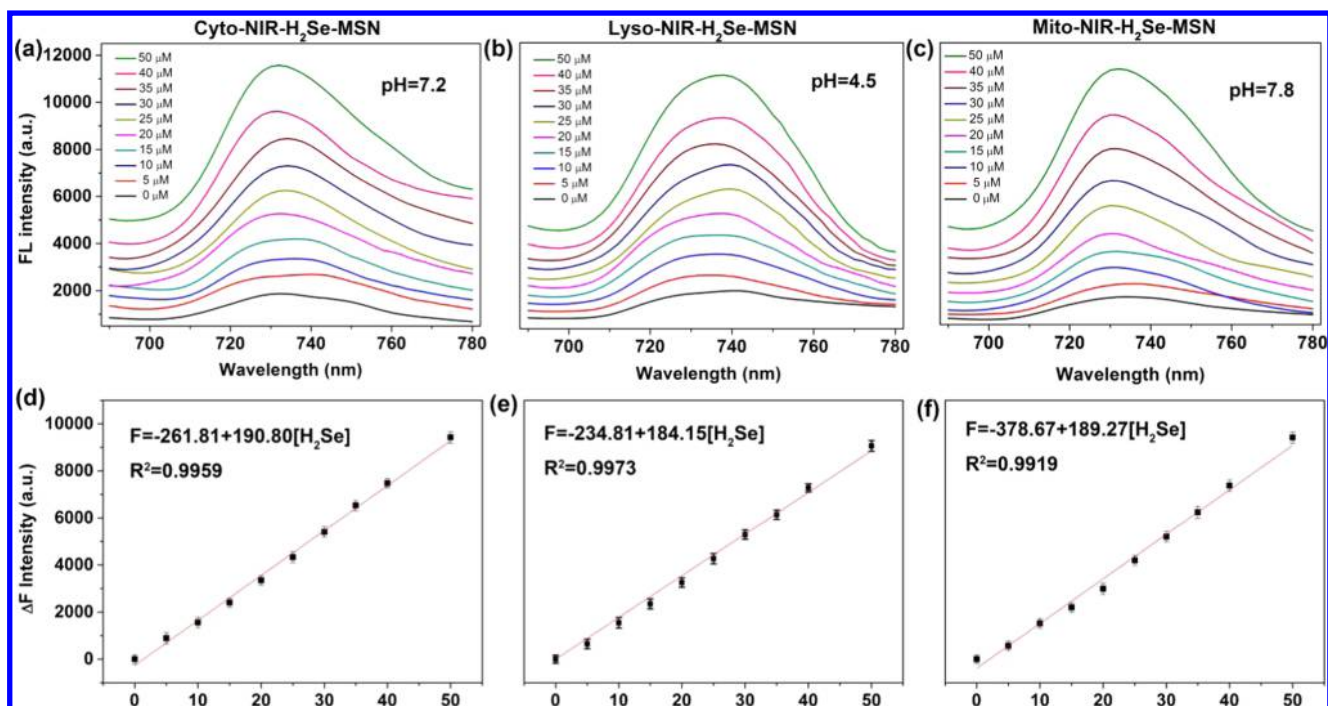 Cyto-NIR-H₂Se-MSN
Lyso-NIR-H₂Se-MSN
Mito-NIR-H₂Se-MSN
(a)
(b)
(c)
12000
10000
8000
6000
4000
2000
FL intensity (a.u.)
50 μM
40 μM
35 μM
30 μM
25 μM
20 μM
15 μM
10 μM
5 μM
0 μM
pH=7.2
50 μM
40 μM
35 μM
30 μM
25 μM
20 μM
15 μM
10 μM
5 μM
0 μM
pH=4.5
50 μM
40 μM
35 μM
30 μM
25 μM
20 μM
15 μM
10 μM
5 μM
0 μM
pH=7.8
700 720 740 760 780
700 720 740 760 780
700 720 740 760 780
Wavelength (nm)
Wavelength (nm)
Wavelength (nm)
(d)
(e)
(f)
10000
8000
6000
4000
2000
0
ΔF Intensity (a.u.)
F=-261.81+190.80[H₂Se]
R²=0.9959
F=-234.81+184.15[H₂Se]
R²=0.9973
F=-378.67+189.27[H₂Se]
R²=0.9919
0 10 20 30 40 50
0 10 20 30 40 50
0 10 20 30 40 50